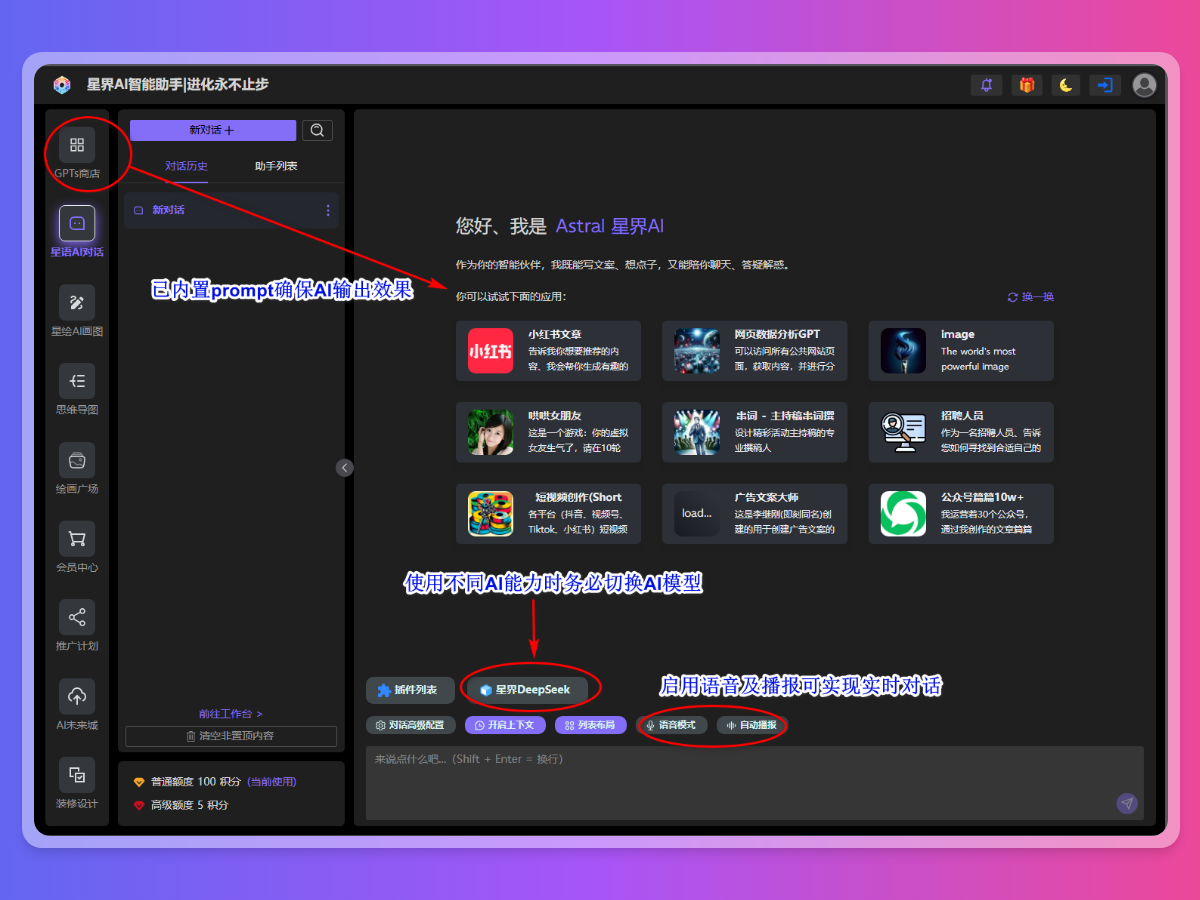 星界AI智能助手|进化永不止步
GPTs商店
星语AI对话
星绘AI画图
思维导图
绘画广场
会员中心
推广计划
AI未来城
装修设计
新对话+
对话历史
助手列表
新对话
前往工作台 >
清空非置顶内容
普通额度 100 积分 (当前使用)
高级额度 5 积分
已内置prompt确保AI输出效果
您好、我是 Astral 星界AI
作为你的智能伙伴，我既能写文案、想点子，又能陪你聊天、答疑解惑。
你可以试试下面的应用：
换一换
小红书
小红书文章
告诉我你想要推荐的内
容、我会帮你生成有趣的
网页数据分析GPT
可以访问所有公共网站页
面，获取内容，并进行分
image
The world's most
powerful image
哄哄女朋友
这是一个游戏：你的虚拟
女友生气了，请在10轮
串词 - 主持稿串词撰
设计精彩活动主持稿的专
业撰稿人
招聘人员
作为一名招聘人员、告诉
您如何寻找到合适自己的
短视频创作(Short
各平台（抖音、视频号、
Tiktok、小红书）短视频
load...
广告文案大师
这是李继刚(即刻同名)创
建的用于创建广告文案的
公众号篇篇10w+
我运营着30个公众号，
通过我创作的文章篇篇
使用不同AI能力时务必切换AI模型
插件列表
星界DeepSeek
启用语音及播报可实现实时对话
对话高级配置
开启上下文
列表布局
语音模式
自动播报
来说点什么吧...（Shift + Enter = 换行）